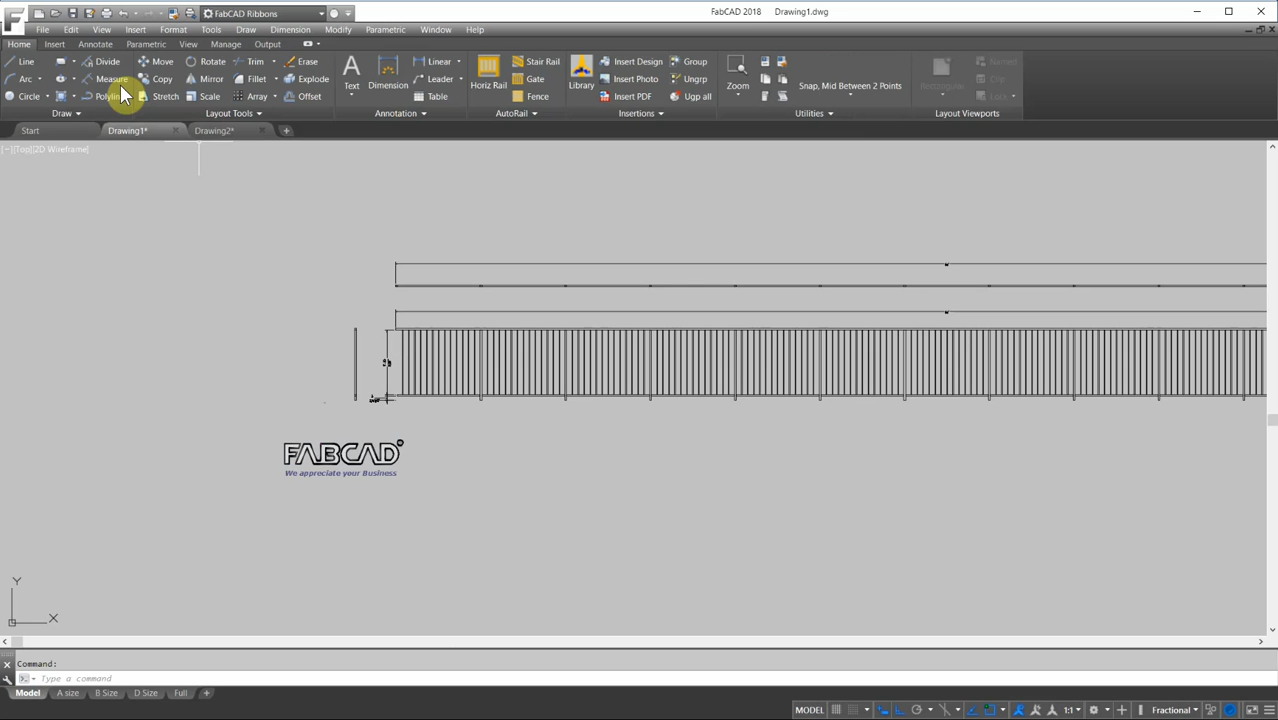 FabCAD Ribbons
FabCAD 2018 Drawing1.dwg
File Edit View Insert Format Tools Draw Dimension Modify Parametric Window Help
Home Insert Annotate Parametric View Manage Output
Line Divide Move Rotate Trim Erase Linear Stair Rail Insert Design Group Named
Arc Measure Copy Mirror Fillet Explode Leader Gate Insert Photo Ungrp
Circle Stretch Scale Array Offset Table Fence Insert PDF Ugp all Lock
Text Dimension Horiz Rail Library Zoom Snap, Mid Between 2 Points Rectangular
Draw Layout Tools Annotation AutoRail Insertions Utilities Layout Viewports
Start Drawing1* Drawing2*
[−][Top][2D Wireframe]
FABCAD®
We appreciate your Business
Y
X
Command:
Type a command
Model A size B Size D Size Full
MODEL 1:1 Fractional